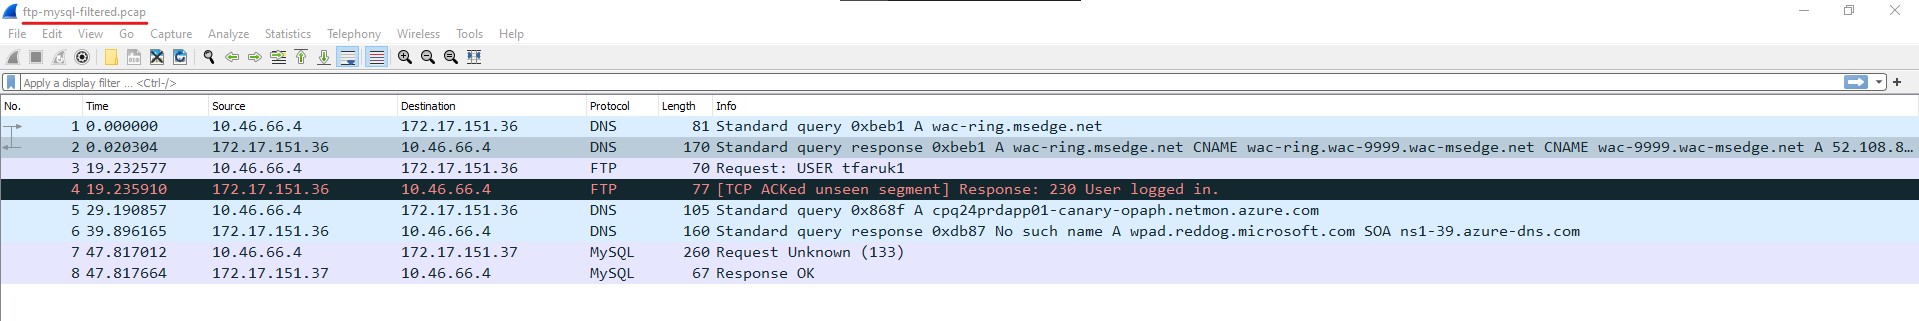 ftp-mysql-filtered.pcap
File Edit View Go Capture Analyze Statistics Telephony Wireless Tools Help
Apply a display filter ... <Ctrl-/>
No. Time Source Destination Protocol Length Info
1 0.000000 10.46.66.4 172.17.151.36 DNS 81 Standard query 0xbeb1 A wac-ring.msedge.net
2 0.020304 172.17.151.36 10.46.66.4 DNS 170 Standard query response 0xbeb1 A wac-ring.msedge.net CNAME wac-ring.wac-9999.wac-msedge.net CNAME wac-9999.wac-msedge.net A 52.108.8…
3 19.232577 10.46.66.4 172.17.151.36 FTP 70 Request: USER tfaruk1
4 19.235910 172.17.151.36 10.46.66.4 FTP 77 [TCP ACKed unseen segment] Response: 230 User logged in.
5 29.190857 10.46.66.4 172.17.151.36 DNS 105 Standard query 0x868f A cpq24prdapp01-canary-opaph.netmon.azure.com
6 39.896165 172.17.151.36 10.46.66.4 DNS 160 Standard query response 0xdb87 No such name A wpad.reddog.microsoft.com SOA ns1-39.azure-dns.com
7 47.817012 10.46.66.4 172.17.151.37 MySQL 260 Request Unknown (133)
8 47.817664 172.17.151.37 10.46.66.4 MySQL 67 Response OK